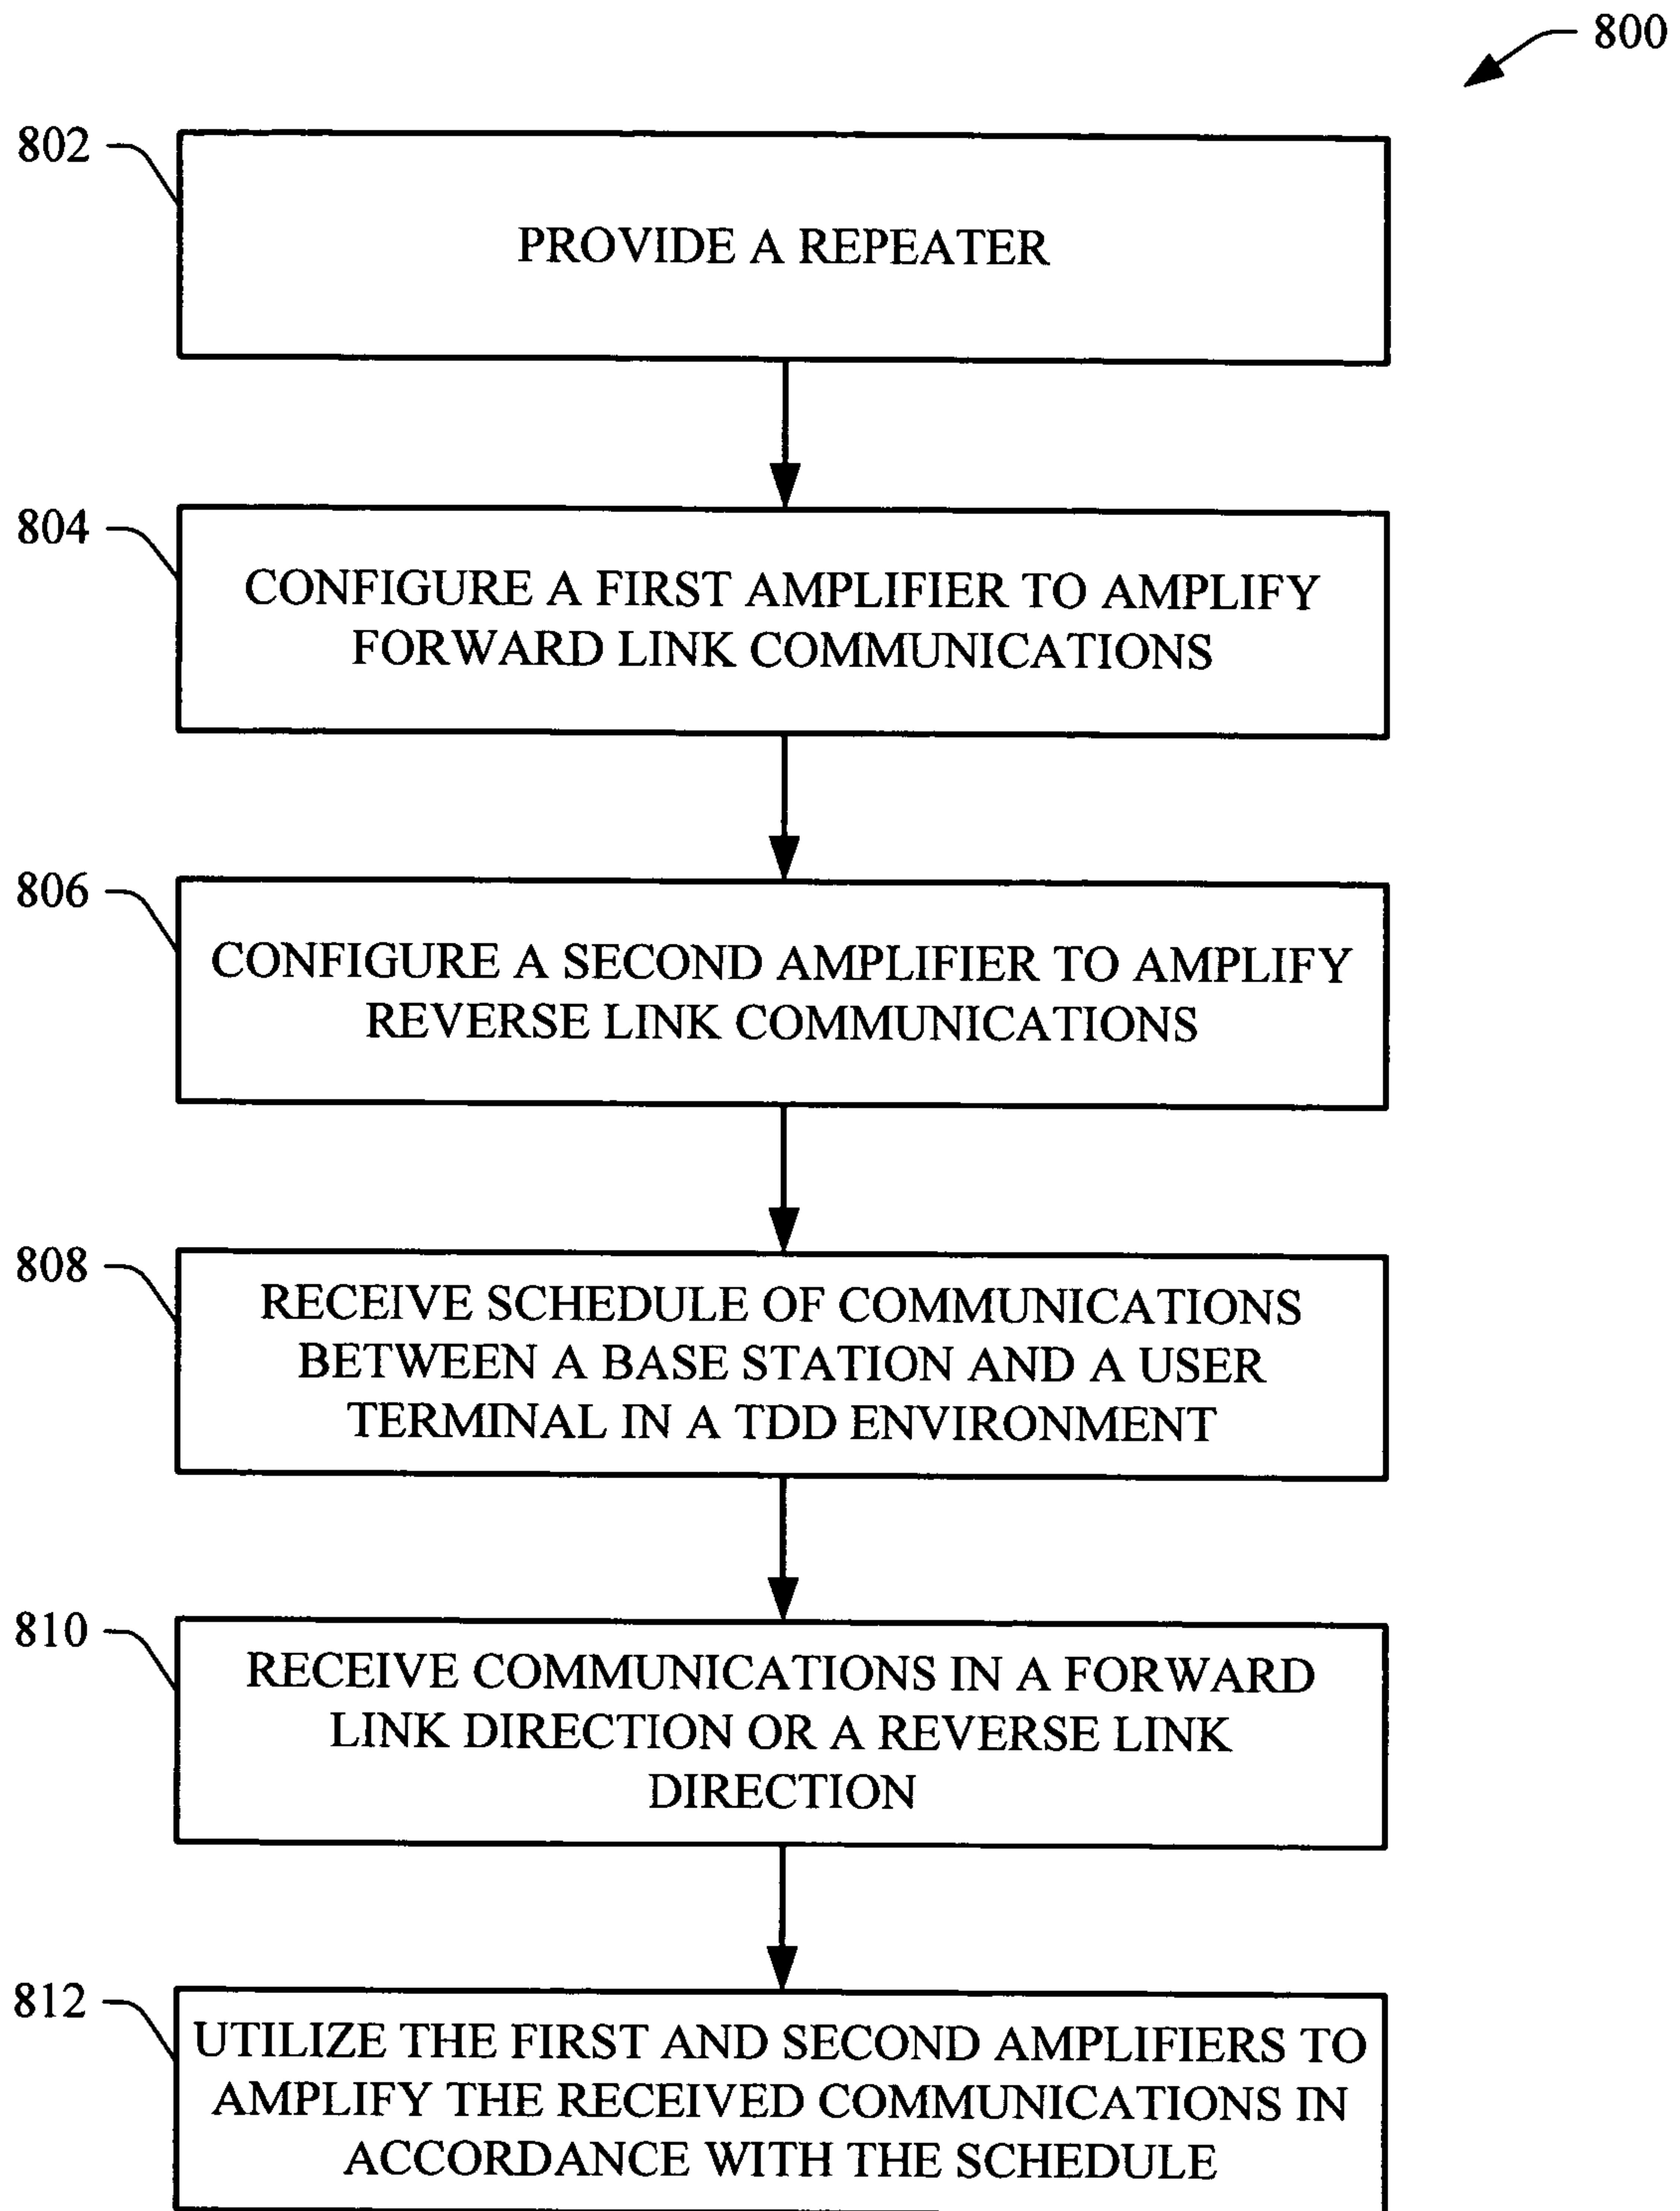 800
802
PROVIDE A REPEATER
804
CONFIGURE A FIRST AMPLIFIER TO AMPLIFY
FORWARD LINK COMMUNICATIONS
806
CONFIGURE A SECOND AMPLIFIER TO AMPLIFY
REVERSE LINK COMMUNICATIONS
808
RECEIVE SCHEDULE OF COMMUNICATIONS
BETWEEN A BASE STATION AND A USER
TERMINAL IN A TDD ENVIRONMENT
810
RECEIVE COMMUNICATIONS IN A FORWARD
LINK DIRECTION OR A REVERSE LINK
DIRECTION
812
UTILIZE THE FIRST AND SECOND AMPLIFIERS TO
AMPLIFY THE RECEIVED COMMUNICATIONS IN
ACCORDANCE WITH THE SCHEDULE